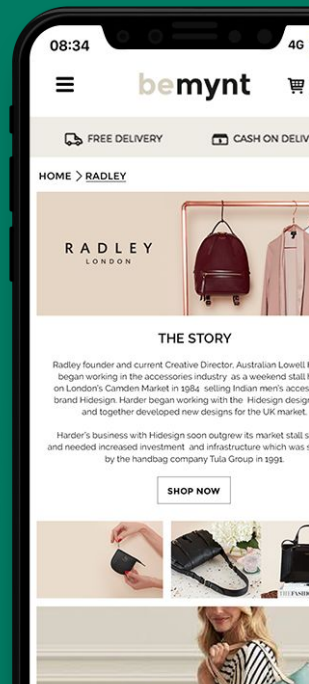 08:34
4G
bemynt
FREE DELIVERY
CASH ON DELIV
HOME > RADLEY
RADLEY
LONDON
THE STORY
Radley founder and current Creative Director, Australian Lowell H
began working in the accessories industry as a weekend stall h
on London's Camden Market in 1984 selling Indian men's acces
brand Hidesign. Harder began working with the Hidesign desig
and together developed new designs for the UK market.
Harder's business with Hidesign soon outgrew its market stall s
and needed increased investment and infrastructure which was s
by the handbag company Tula Group in 1991.
SHOP NOW